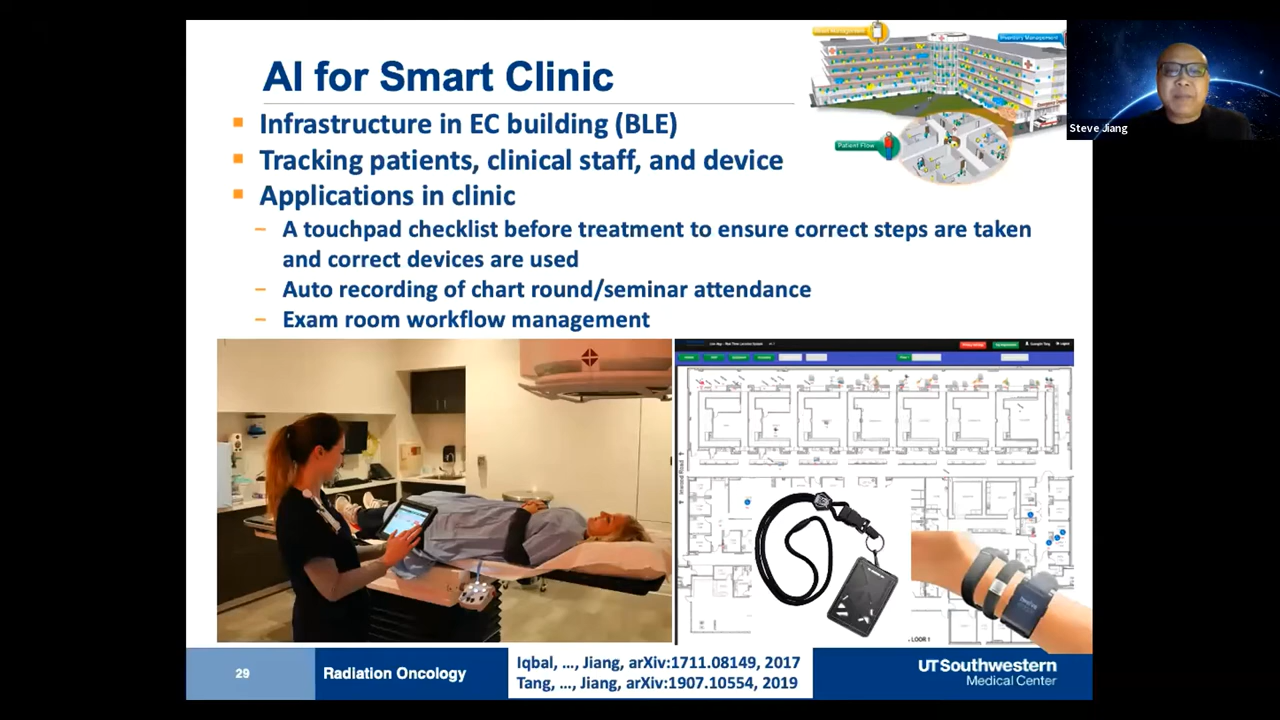 AI for Smart Clinic
Infrastructure in EC building (BLE)
Tracking patients, clinical staff, and device
Applications in clinic
– A touchpad checklist before treatment to ensure correct steps are taken
and correct devices are used
– Auto recording of chart round/seminar attendance
– Exam room workflow management
Patient Flow
Steve Jiang
29
Radiation Oncology
Iqbal, ..., Jiang, arXiv:1711.08149, 2017
Tang, ..., Jiang, arXiv:1907.10554, 2019
UTSouthwestern
Medical Center